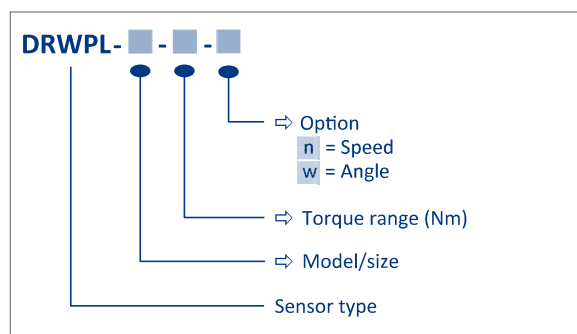 DRWPL- - -
⇨ Option
n = Speed
w = Angle
⇨ Torque range (Nm)
⇨ Model/size
Sensor type